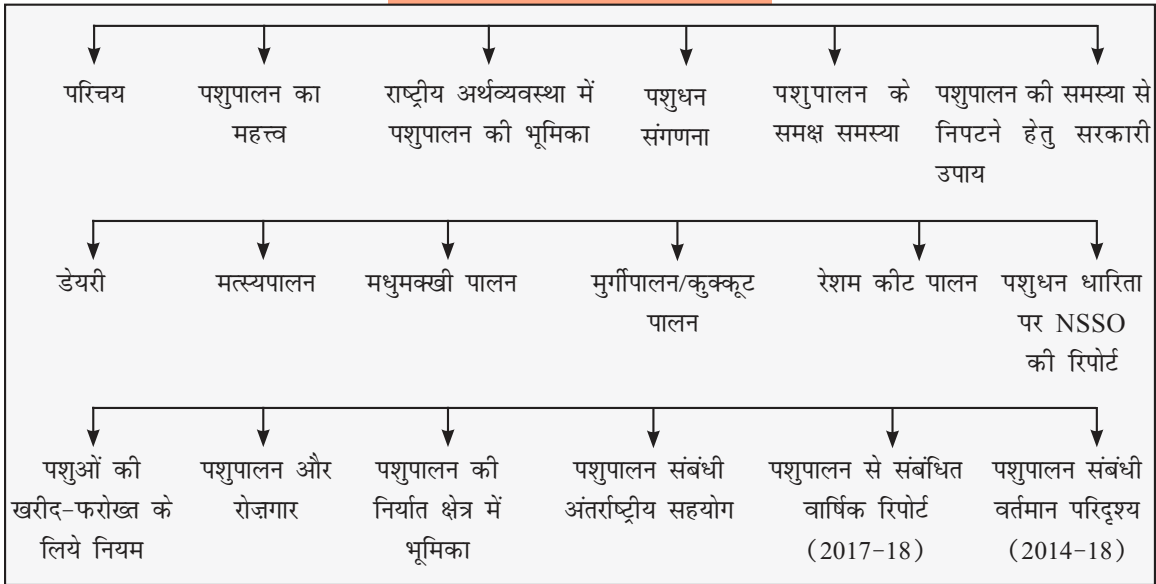 परिचय
पशुपालन का
महत्त्व
राष्ट्रीय अर्थव्यवस्था में
पशुपालन की भूमिका
पशुधन
संगणना
पशुपालन के
समक्ष समस्या
पशुपालन की समस्या से
निपटने हेतु सरकारी
उपाय
डेयरी
मत्स्यपालन
मधुमक्खी पालन
मुर्गीपालन/कुक्कूट
पालन
रेशम कीट पालन
पशुधन धारिता
पर NSSO
की रिपोर्ट
पशुओं की
खरीद-फरोख्त के
लिये नियम
पशुपालन और
रोज़गार
पशुपालन की
निर्यात क्षेत्र में
भूमिका
पशुपालन संबंधी
अंतर्राष्ट्रीय सहयोग
पशुपालन से संबंधित
वार्षिक रिपोर्ट
(2017-18)
पशुपालन संबंधी
वर्तमान परिदृश्य
(2014-18)